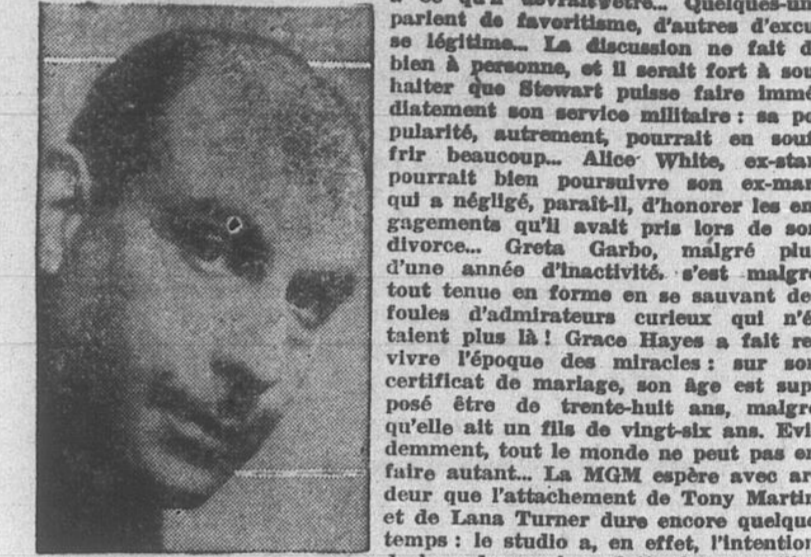 à ce qu'il devrait être... Quelques-un
parlent de favoritisme, d'autres d'excu
se légitime... La discussion ne fait d
bien à personne, et il serait fort à sou
haiter que Stewart puisse faire immé
diatement son service militaire : sa po
pularité, autrement, pourrait en souf
frir beaucoup... Alice White, ex-star
pourrait bien poursuivre son ex-mar
qui a négligé, paraît-il, d'honorer les en
gagements qu'il avait pris lors de son
divorce... Greta Garbo, malgré plu
d'une année d'inactivité, s'est malgré
tout tenue en forme en se sauvant de
foules d'admirateurs curieux qui n'é
taient plus là ! Grace Hayes a fait re
vivre l'époque des miracles : sur son
certificat de mariage, son âge est sup
posé être de trente-huit ans, malgré
qu'elle ait un fils de vingt-six ans. Evi
demment, tout le monde ne peut pas en
faire autant... La MGM espère avec ar
deur que l'attachement de Tony Martin
et de Lana Turner dure encore quelque
temps : le studio a, en effet, l'intention